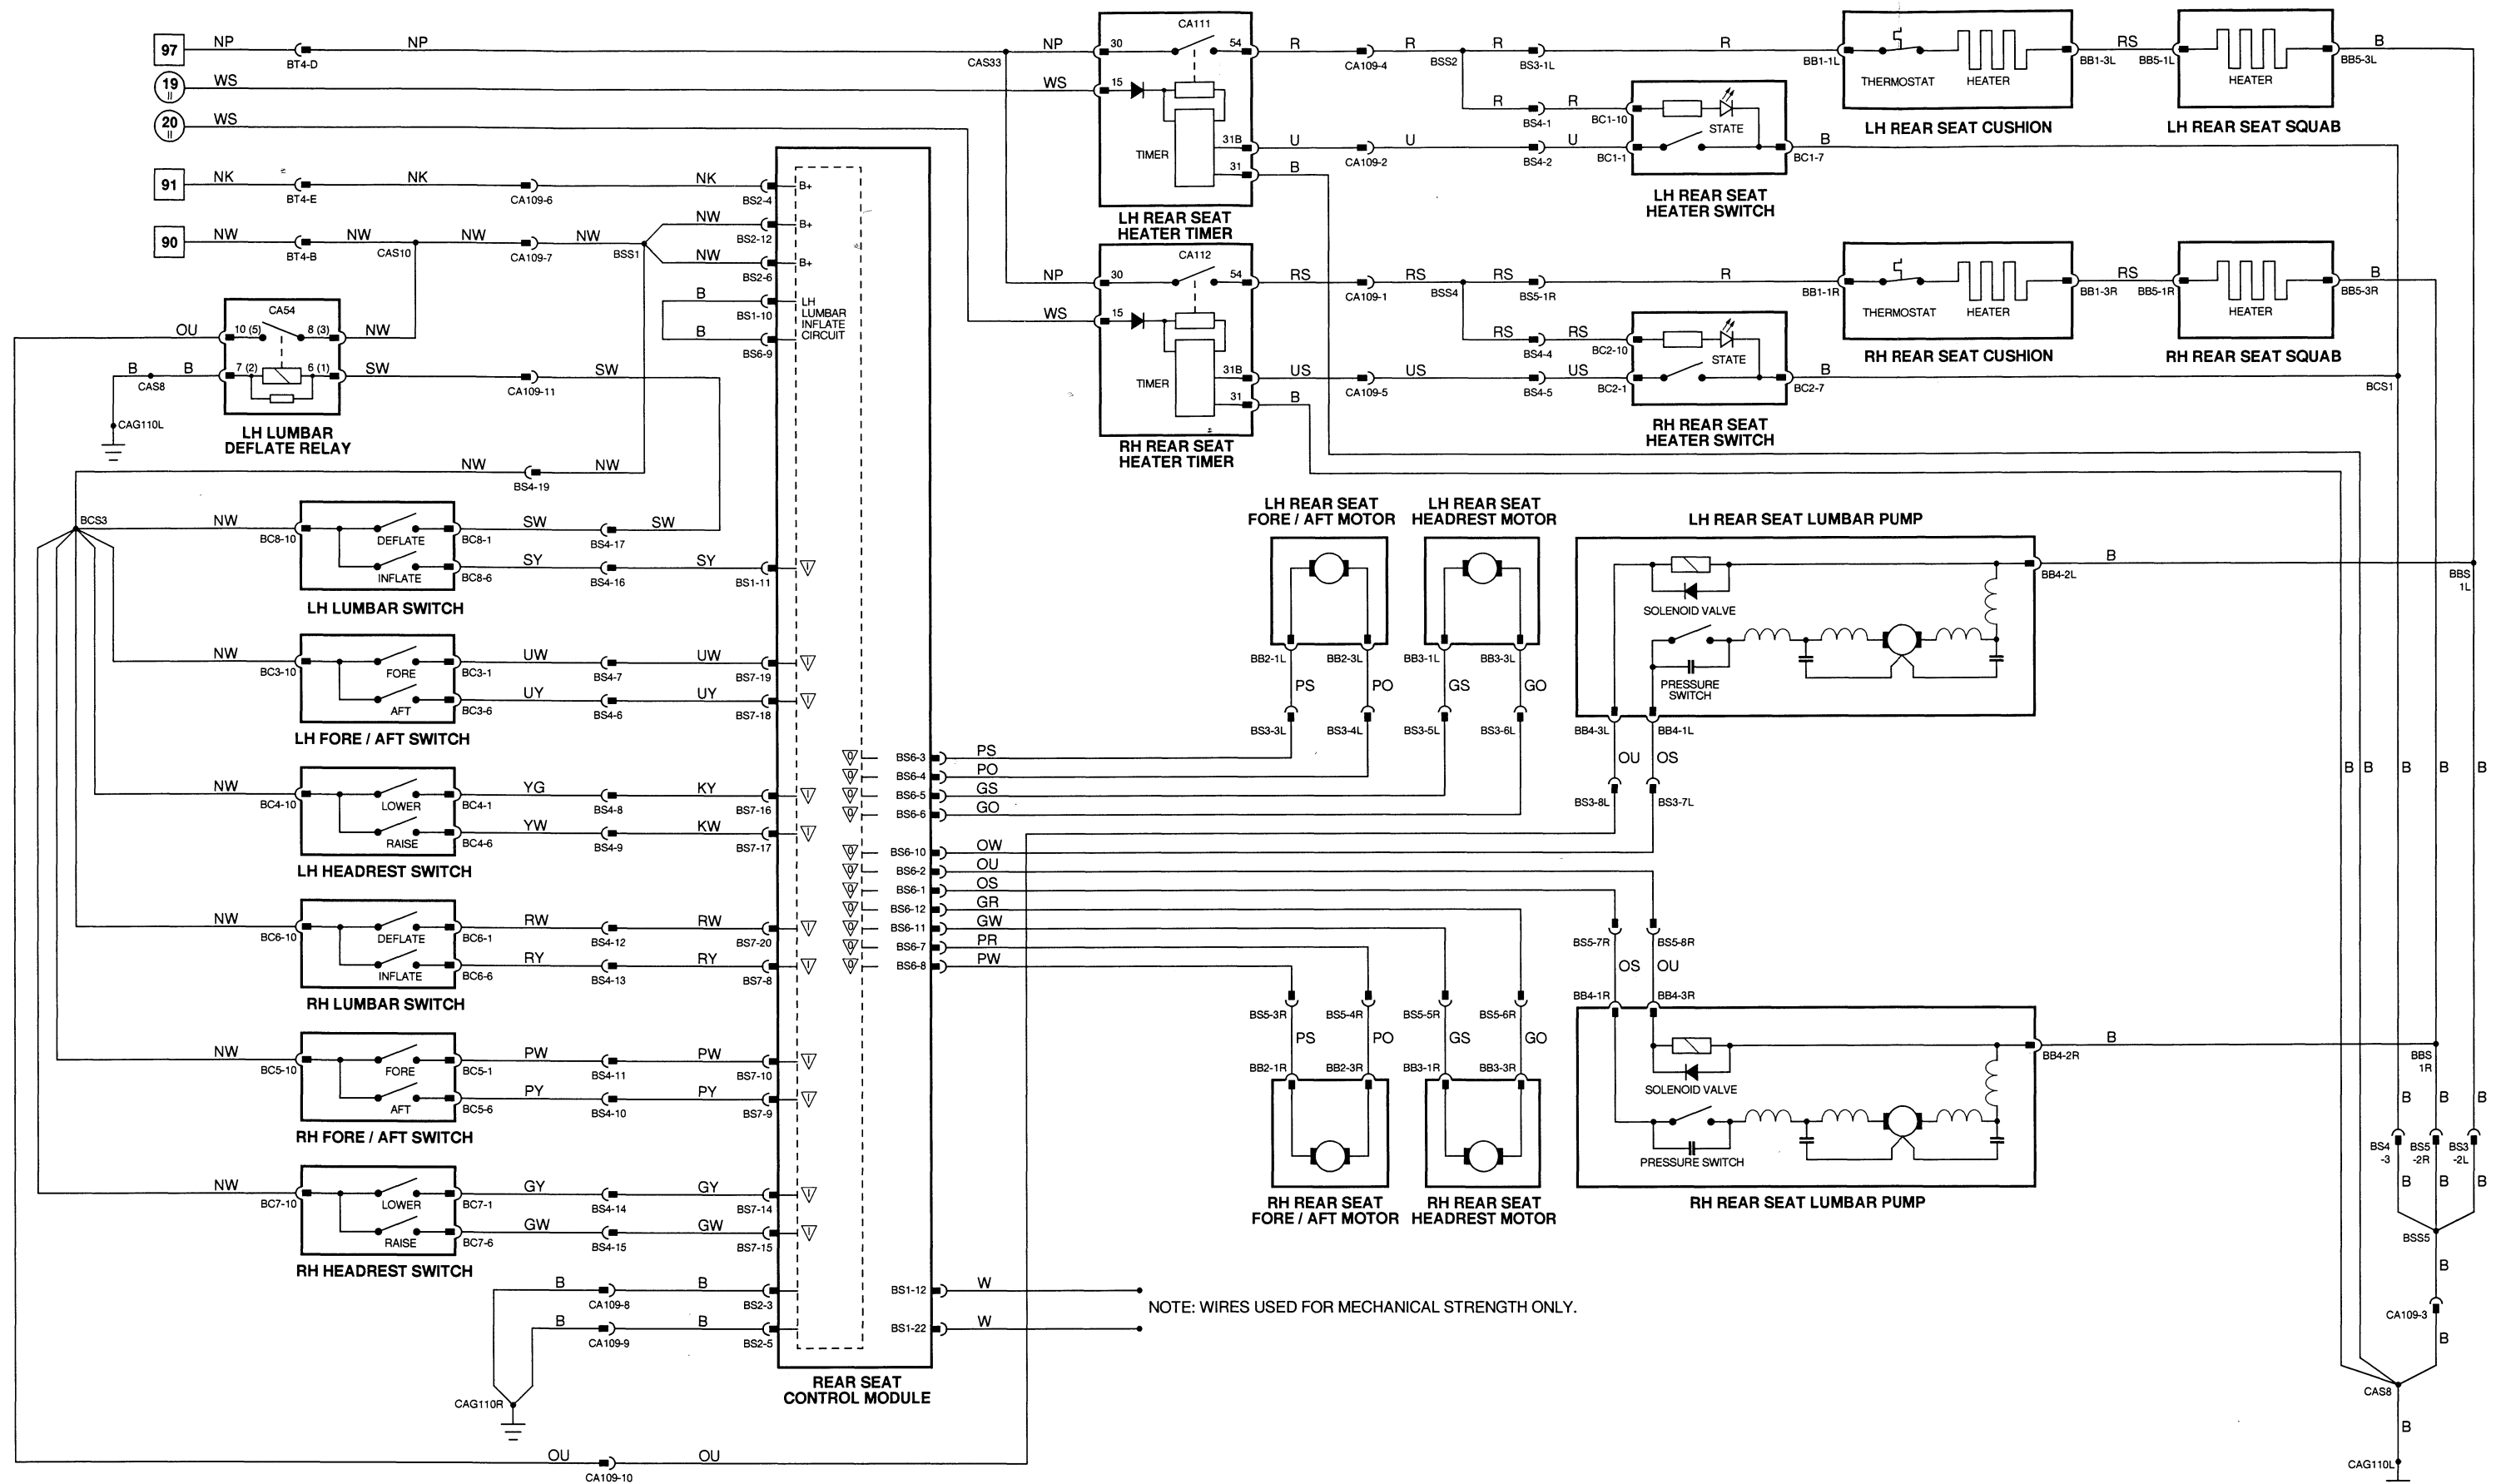 97 NP BT4-D NP CAS33 NP
19 II WS WS
20 II WS WS
91 NK BT4-E NK CA109-6 NK BS2-4 B+
90 NW BT4-B NW CAS10 NW CA109-7 NW BSS1
NW BS2-12 B+
NW BS2-6 B+
B BS1-10
B BS6-9
LH
LUMBAR
INFLATE
CIRCUIT
CA54
OU 10 (5) 8 (3) NW
B CAS8 B 7 (2) 6 (1) SW CA109-11 SW
CAG110L
LH LUMBAR
DEFLATE RELAY
NW BS4-19 NW
BCS3
NW BC8-10 DEFLATE BC8-1 SW BS4-17 SW
INFLATE BC8-6 SY BS4-16 SY BS1-11 I
LH LUMBAR SWITCH
NW BC3-10 FORE BC3-1 UW BS4-7 UW BS7-19 I
AFT BC3-6 UY BS4-6 UY BS7-18 I
LH FORE / AFT SWITCH
NW BC4-10 LOWER BC4-1 YG BS4-8 KY BS7-16 I
RAISE BC4-6 YW BS4-9 KW BS7-17 I
LH HEADREST SWITCH
NW BC6-10 DEFLATE BC6-1 RW BS4-12 RW BS7-20 I
INFLATE BC6-6 RY BS4-13 RY BS7-8 I
RH LUMBAR SWITCH
NW BC5-10 FORE BC5-1 PW BS4-11 PW BS7-10 I
AFT BC5-6 PY BS4-10 PY BS7-9 I
RH FORE / AFT SWITCH
NW BC7-10 LOWER BC7-1 GY BS4-14 GY BS7-14 I
RAISE BC7-6 GW BS4-15 GW BS7-15 I
RH HEADREST SWITCH
B CA109-8 B BS2-3
B CA109-9 B BS2-5
CAG110R
OU CA109-10 OU
REAR SEAT
CONTROL MODULE
0 BS6-3 PS
0 BS6-4 PO
0 BS6-5 GS
0 BS6-6 GO
0 BS6-10 OW
0 BS6-2 OU
0 BS6-1 OS
0 BS6-12 GR
0 BS6-11 GW
0 BS6-7 PR
0 BS6-8 PW
BS1-12 W
BS1-22 W
NOTE: WIRES USED FOR MECHANICAL STRENGTH ONLY.
CA111
30 54 R CA109-4 R BSS2 R BS3-1L R BB1-1L
15
TIMER
31B U CA109-2 U BS4-2 U BC1-1
31 B
LH REAR SEAT
HEATER TIMER
R BS4-1 R BC1-10
STATE
BC1-7 B
LH REAR SEAT
HEATER SWITCH
THERMOSTAT HEATER
BB1-3L RS BB5-1L
LH REAR SEAT CUSHION
HEATER
BB5-3L B
LH REAR SEAT SQUAB
CA112
NP 30 54 RS CA109-1 RS BSS4 RS BS5-1R R BB1-1R
WS 15
TIMER
31B US CA109-5 US BS4-5 US BC2-1
31 B
RH REAR SEAT
HEATER TIMER
RS BS4-4 RS BC2-10
STATE
BC2-7 B BCS1
RH REAR SEAT
HEATER SWITCH
THERMOSTAT HEATER
BB1-3R RS BB5-1R
RH REAR SEAT CUSHION
HEATER
BB5-3R B
RH REAR SEAT SQUAB
LH REAR SEAT
FORE / AFT MOTOR
LH REAR SEAT
HEADREST MOTOR
BB2-1L BB2-3L BB3-1L BB3-3L
PS PO GS GO
BS3-3L BS3-4L BS3-5L BS3-6L
LH REAR SEAT LUMBAR PUMP
SOLENOID VALVE
PRESSURE
SWITCH
BB4-2L B BBS
1L
BB4-3L BB4-1L
OU OS
BS3-8L BS3-7L
B B B B B
BS5-7R BS5-8R
OS OU
BB4-1R BB4-3R
SOLENOID VALVE
PRESSURE SWITCH
BB4-2R B BBS
1R
RH REAR SEAT LUMBAR PUMP
BS5-3R BS5-4R BS5-5R BS5-6R
PS PO GS GO
BB2-1R BB2-3R BB3-1R BB3-3R
RH REAR SEAT
FORE / AFT MOTOR
RH REAR SEAT
HEADREST MOTOR
B B B
BS4
-3
BS5
-2R
BS3
-2L
B B B
BSS5
B
CA109-3
B
CAS8
B
CAG110L